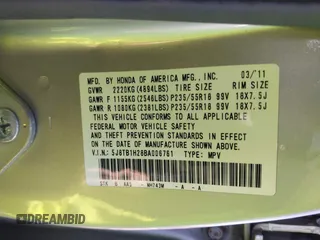 MFD. BY HONDA OF AMERICA MFG., INC. 03/'11
GVWR 2220KG (4894LBS) TIRE SIZE RIM SIZE
GAWR F 1155KG (2546LBS) P235/55R18 99V 18X7.5J
GAWR R 1080KG (2381LBS) P235/55R18 99V 18X7.5J
THIS VEHICLE CONFORMS TO ALL APPLICABLE
FEDERAL MOTOR VEHICLE SAFETY
AND THEFT PREVENTION STANDARDS IN EFFECT
ON THE DATE OF MANUFACTURE SHOWN ABOVE.
V.I.N.: 5J8TB1H28BA006761 TYPE: MPV
A - A
DREAMBID